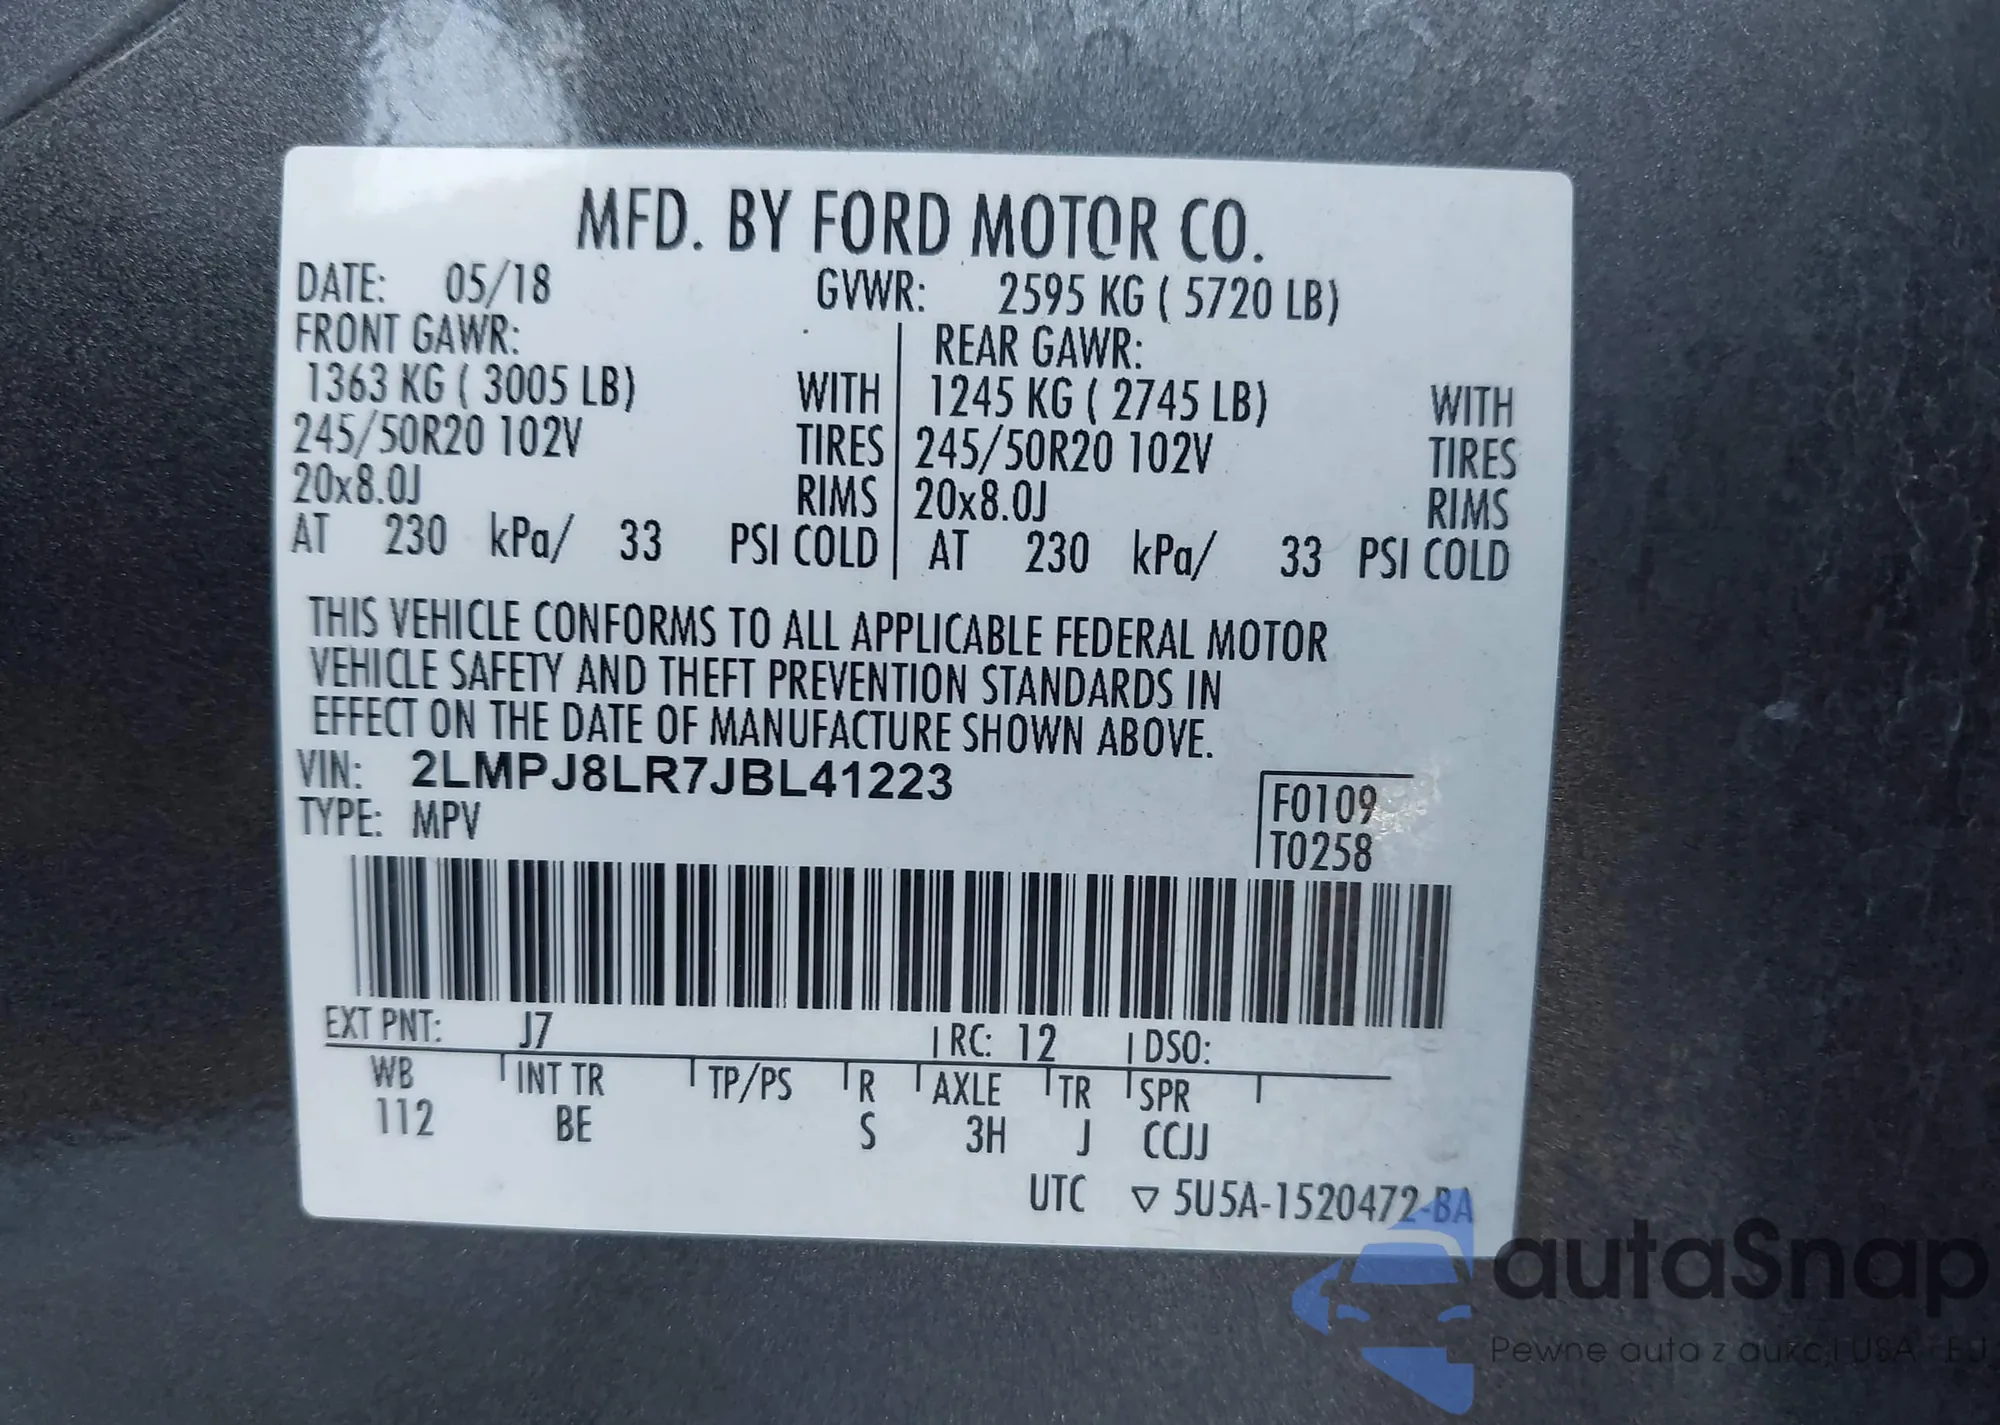 MFD. BY FORD MOTOR CO.
DATE: 05/18 GVWR: 2595 KG ( 5720 LB)
FRONT GAWR: REAR GAWR:
1363 KG ( 3005 LB) WITH 1245 KG ( 2745 LB) WITH
245/50R20 102V TIRES 245/50R20 102V TIRES
20x8.0J RIMS 20x8.0J RIMS
AT 230 kPa/ 33 PSI COLD AT 230 kPa/ 33 PSI COLD
THIS VEHICLE CONFORMS TO ALL APPLICABLE FEDERAL MOTOR
VEHICLE SAFETY AND THEFT PREVENTION STANDARDS IN
EFFECT ON THE DATE OF MANUFACTURE SHOWN ABOVE.
VIN: 2LMPJ8LR7JBL41223
F0109
TYPE: MPV
T0258
EXT PNT: J7 RC: 12 DSO:
WB INT TR TP/PS R AXLE TR SPR
112 BE S 3H J CCJJ
UTC ▽ 5U5A-1520472-BA
autaSnap
Pewne auta z aukcji USA - EU